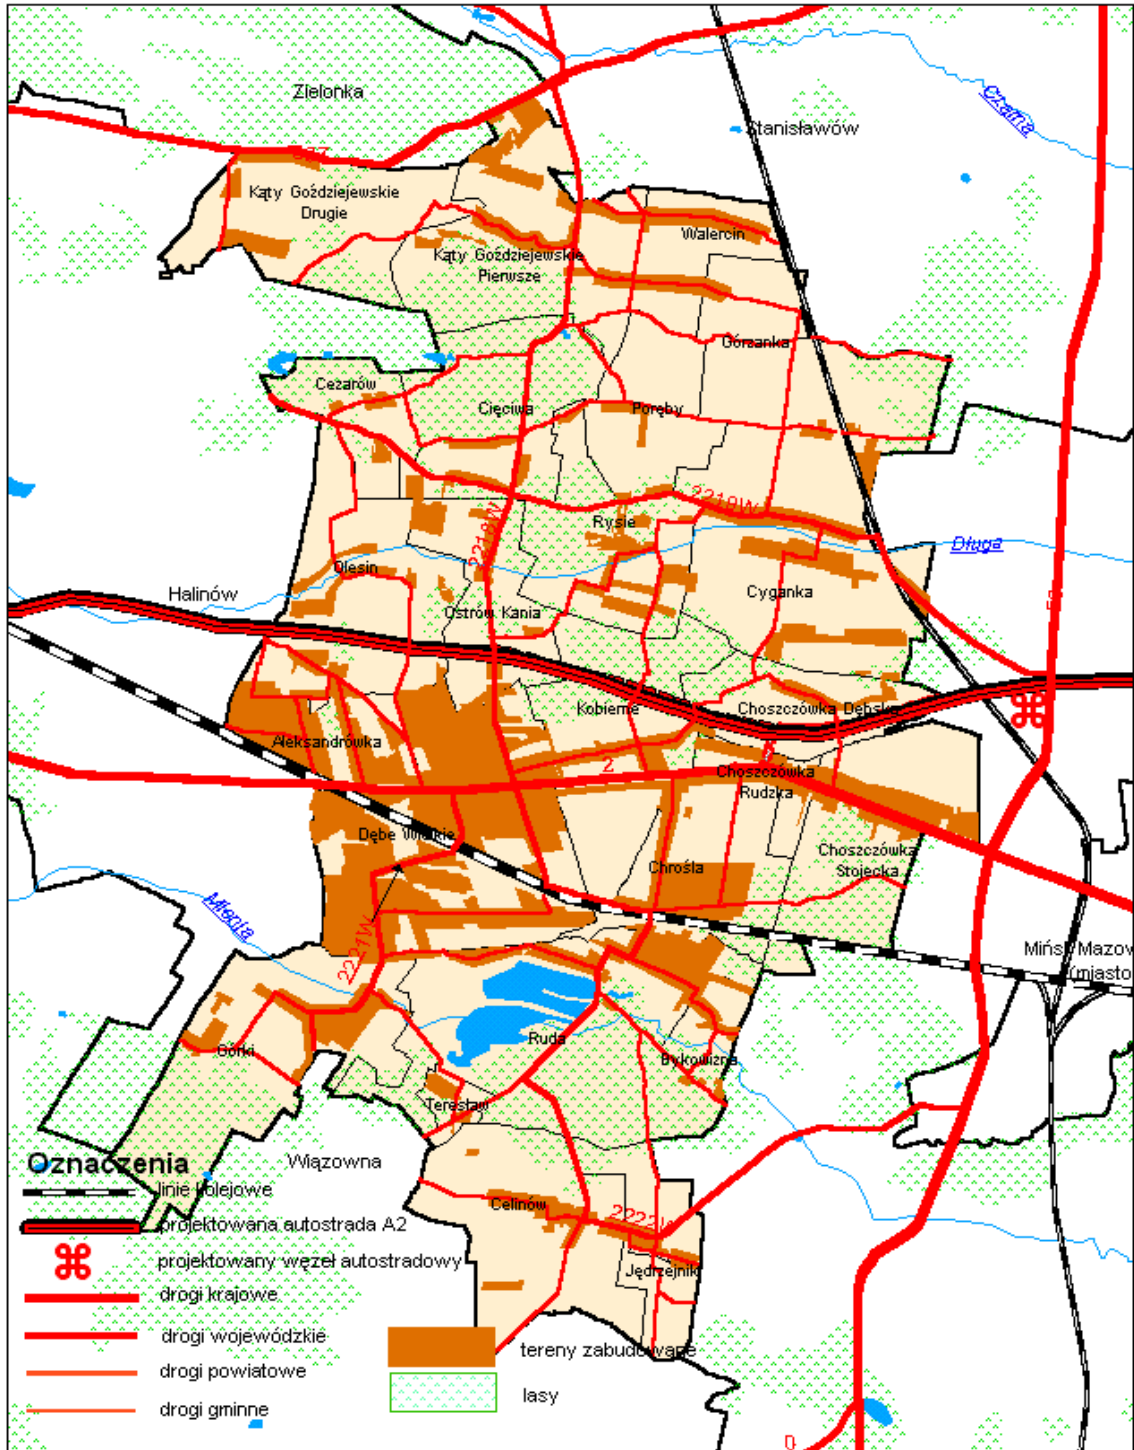 Zielonka
Czarna
Stanisławów
Kąty Goździejewskie
Drugie
Walercin
Kąty Goździejewskie
Pierwsze
Górzanka
Cezarów
Cięciwa
Poręby
2219W
2218W
Rysie
Długa
Olesin
Halinów
Cyganka
Ostrów Kania
Kobierne
Choszczówka Dębska
Aleksandrówka
2
Choszczówka
Rudzka
Dębe Wielkie
Choszczówka
Stojecka
Chrośla
Mienia
2221W
Mińsk Mazow
(miasto
Ruda
Górki
Bykowizna
Teresław
Oznaczenia
Wiązowna
linie kolejowe
Celinów
2222W
projektowana autostrada A2
projektowany węzeł autostradowy
Jędrzejnik
drogi krajowe
drogi wojewódzkie
tereny zabudowane
drogi powiatowe
lasy
drogi gminne